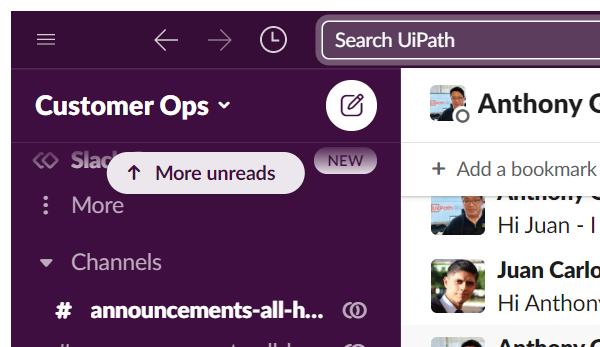 Search UiPath
Customer Ops
Anthony
Slack
NEW
↑ More unreads
+ Add a bookmark
More
Anthony
Hi Juan - I
Channels
Juan Carlo
# announcements-all-h...
Hi Anthony
Anthony